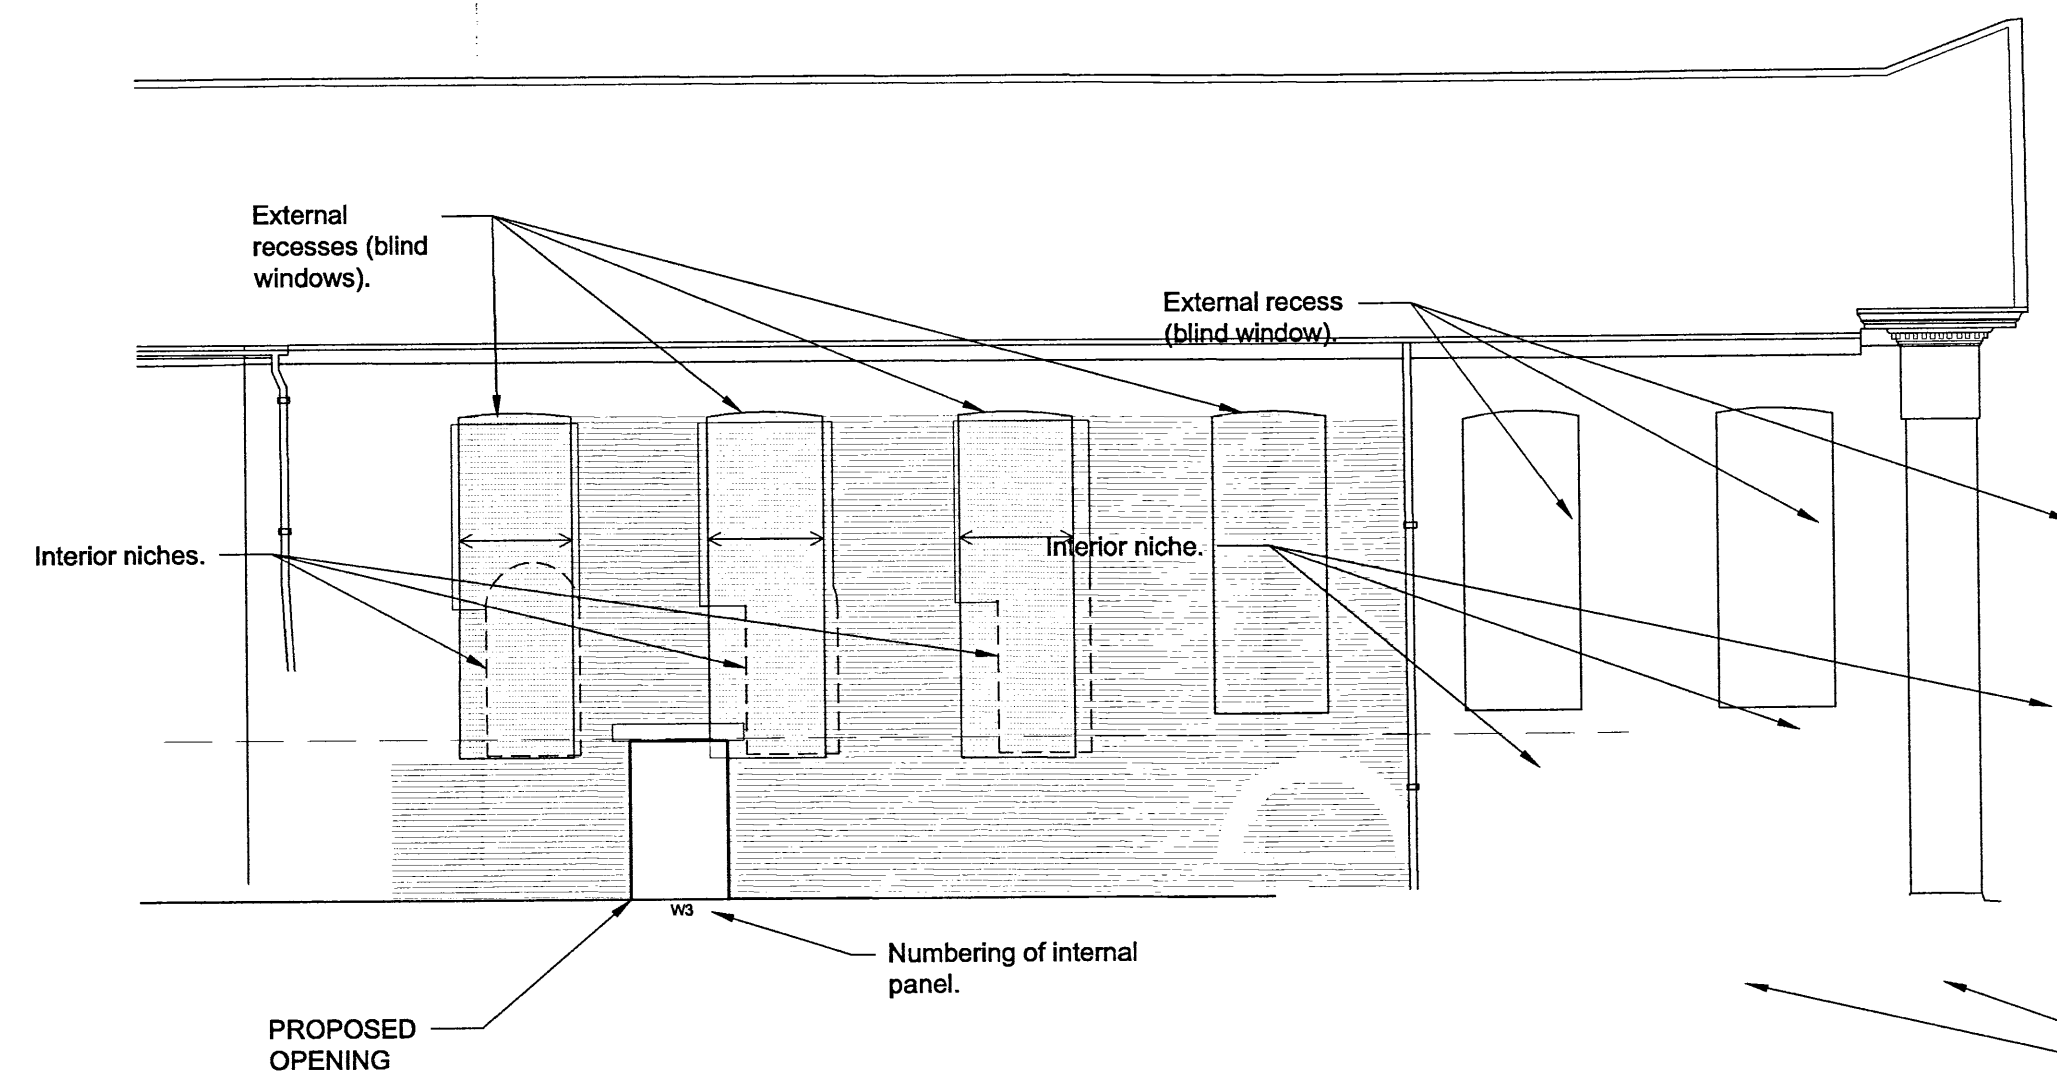 External
recesses (blind
windows).
External recess
(blind window).
Interior niches.
Interior niche.
W3
Numbering of internal
panel.
PROPOSED
OPENING